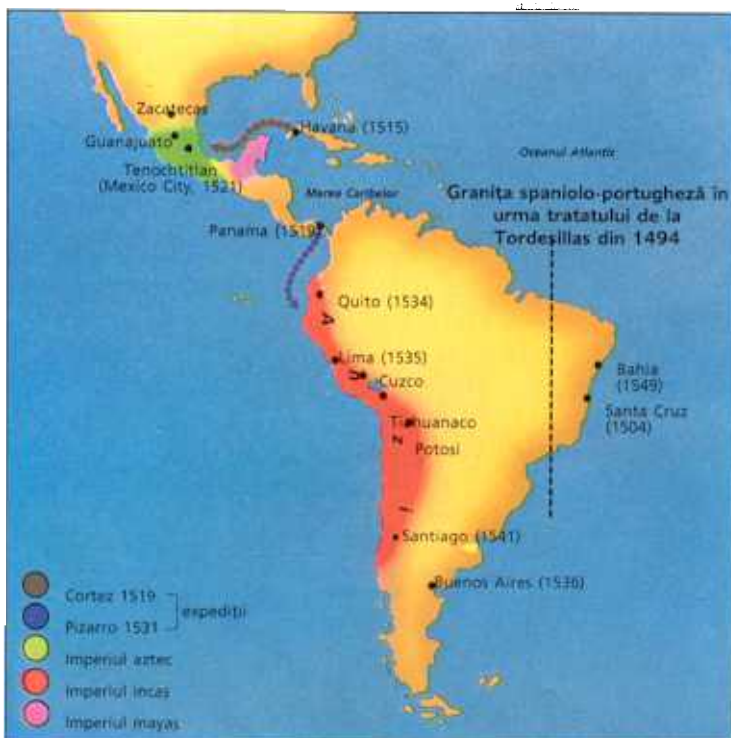 Zacatecas
Guanajuato
Havana (1515)
Oceanul Atlantic
Tenochtitlan
(Mexico City, 1521)
Marea Caribelor
Granița spaniolo-portugheză în
urma tratatului de la
Tordesillas din 1494
Panama (1519)
Quito (1534)
A
Lima (1535)
Cuzco
Bahia
(1549)
Santa Cruz
(1504)
Tiahuanaco
Z
Potosi
I
Santiago (1541)
Buenos Aires (1536)
Cortez 1519
expediții
Pizarro 1531
Imperiul aztec
Imperiul incaș
Imperiul mayaș